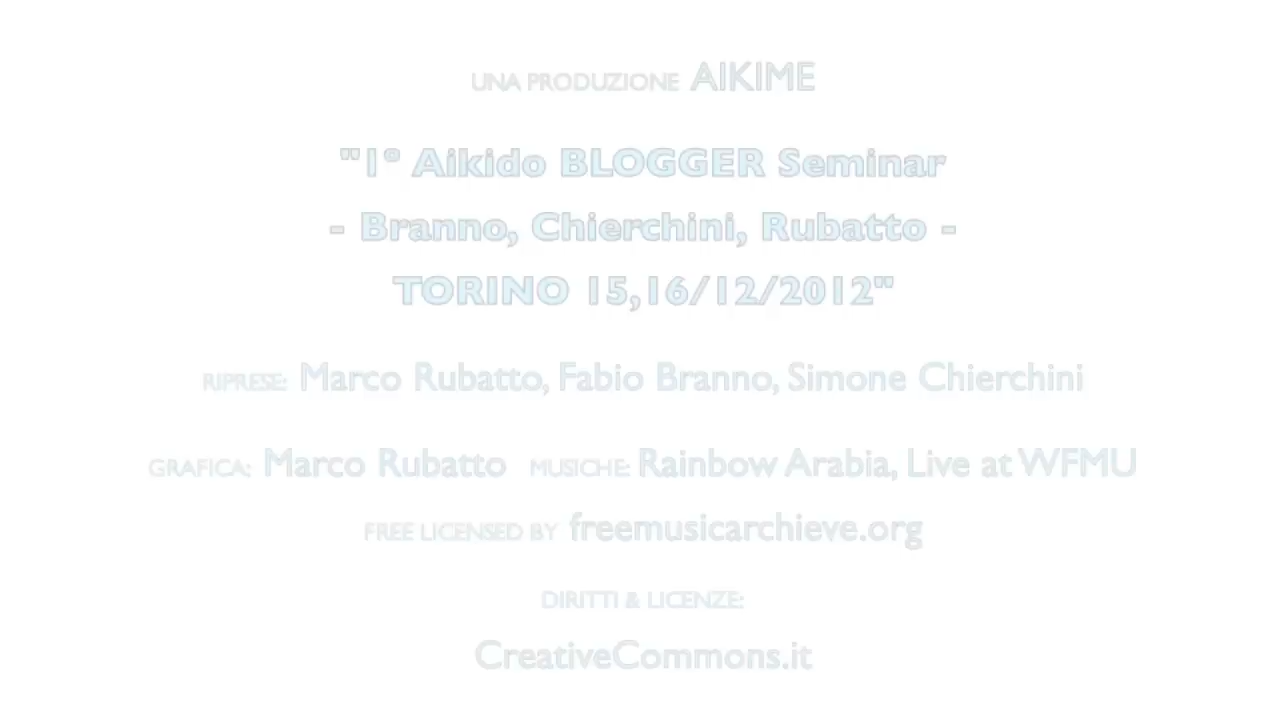 UNA PRODUZIONE AIKIME
"1° Aikido BLOGGER Seminar
- Branno, Chierchini, Rubatto -
TORINO 15,16/12/2012"
RIPRESE: Marco Rubatto, Fabio Branno, Simone Chierchini
GRAFICA: Marco Rubatto MUSICHE: Rainbow Arabia, Live at WFMU
FREE LICENSED BY freemusicarchieve.org
DIRITTI & LICENZE:
CreativeCommons.it